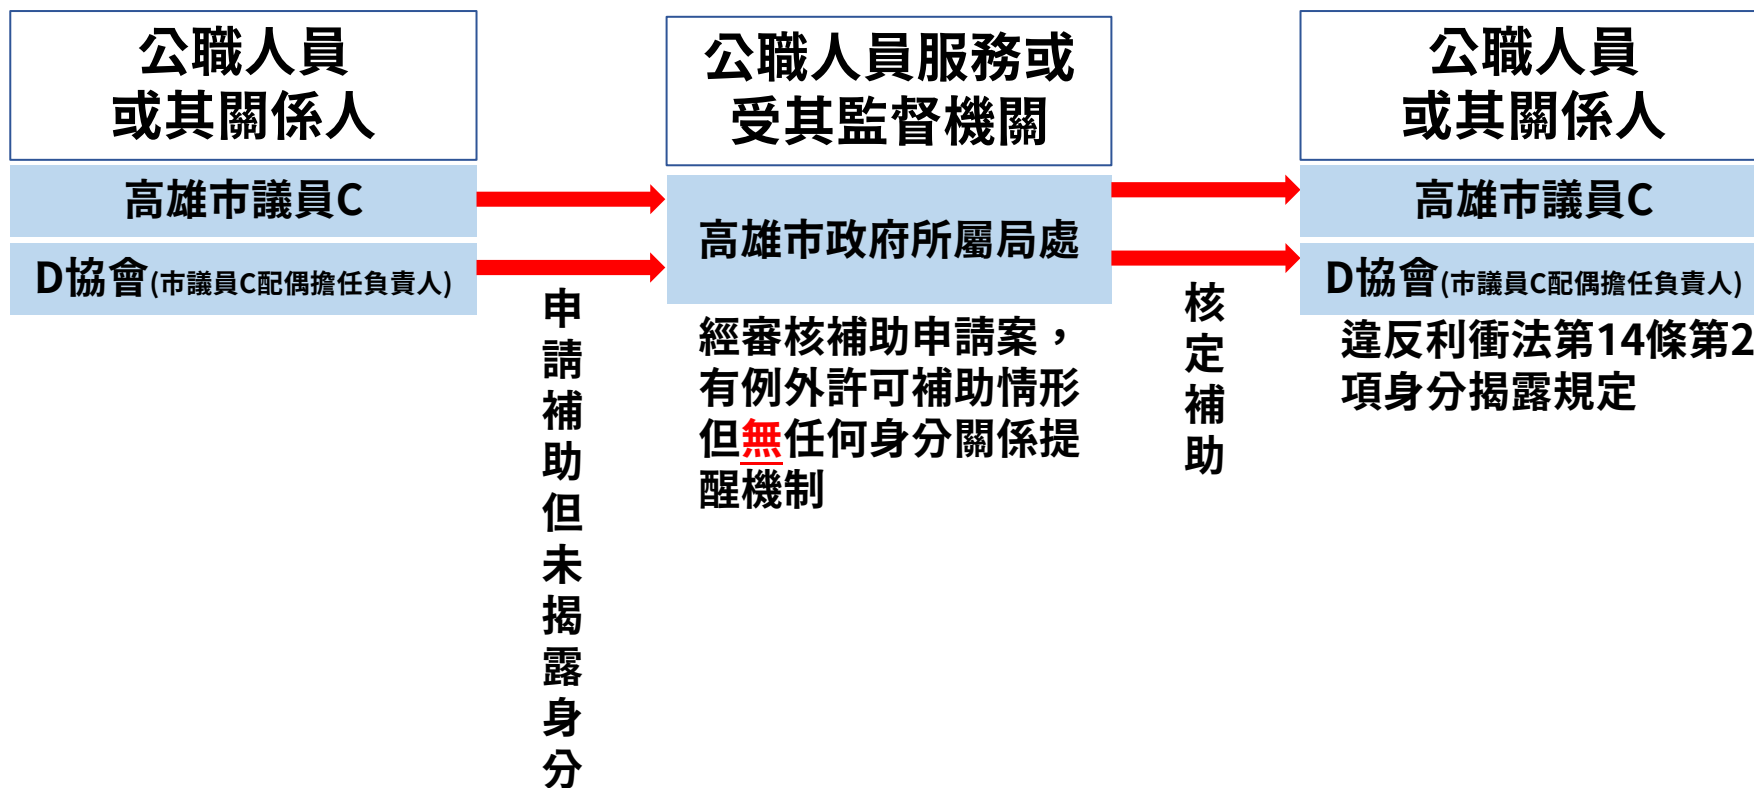 公職人員
或其關係人
高雄市議員C
D協會(市議員C配偶擔任負責人)
申請補助但未揭露身分
公職人員服務或
受其監督機關
高雄市政府所屬局處
經審核補助申請案，
有例外許可補助情形
但無任何身分關係提
醒機制
核定補助
公職人員
或其關係人
高雄市議員C
D協會(市議員C配偶擔任負責人)
違反利衝法第14條第2
項身分揭露規定